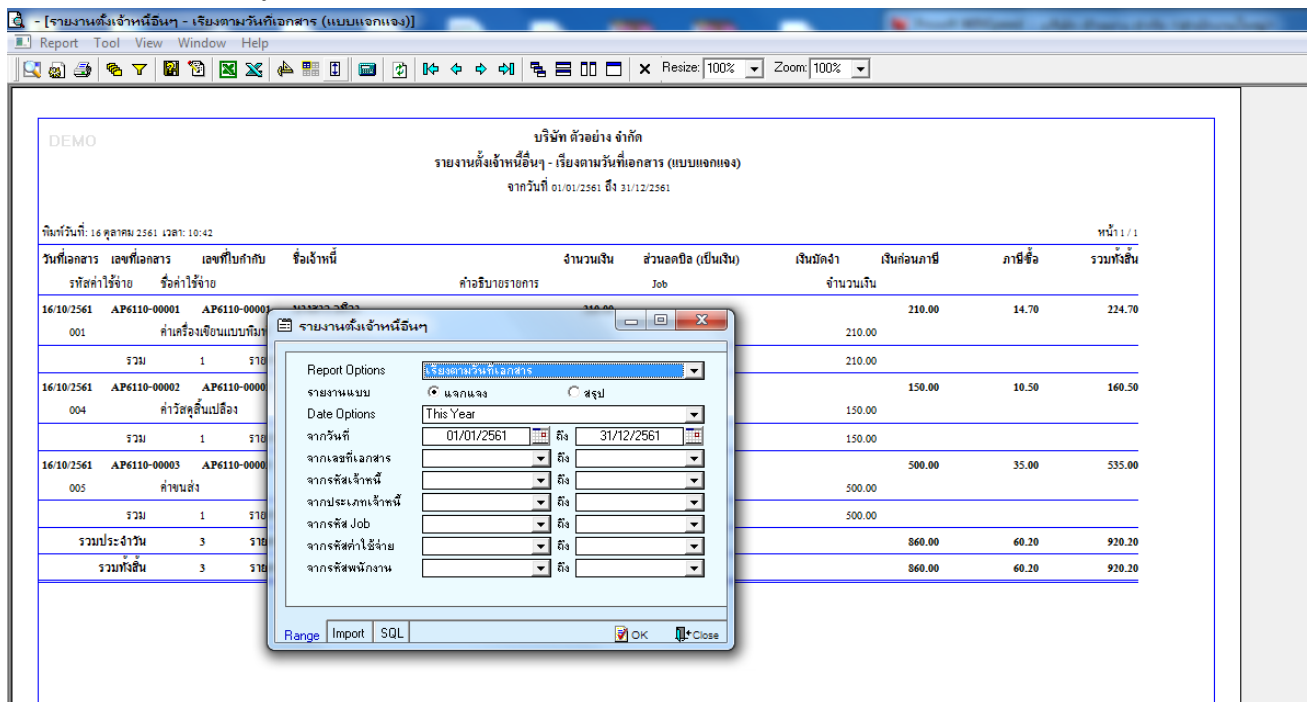 - [รายงานตั้งเจ้าหนี้อื่นๆ - เรียงตามวันที่เอกสาร (แบบแจกแจง)]
Report Tool View Window Help
Resize: 100% Zoom: 100%
DEMO
บริษัท ตัวอย่าง จำกัด
รายงานตั้งเจ้าหนี้อื่นๆ - เรียงตามวันที่เอกสาร (แบบแจกแจง)
จากวันที่ 01/01/2561 ถึง 31/12/2561
พิมพ์วันที่: 16 ตุลาคม 2561 เวลา: 10:42 หน้า 1 / 1
วันที่เอกสาร เลขที่เอกสาร เลขที่ใบกำกับ ชื่อเจ้าหนี้ จำนวนเงิน ส่วนลดบิล (เป็นเงิน) เงินมัดจำ เงินก่อนภาษี ภาษีซื้อ รวมทั้งสิ้น
รหัสค่าใช้จ่าย ชื่อค่าใช้จ่าย คำอธิบายรายการ Job จำนวนเงิน
16/10/2561 AP6110-00001 AP6110-00001 210.00 14.70 224.70
001 ค่าเครื่องเขียนแบบพิมพ์ 210.00
รวม 1 210.00
16/10/2561 AP6110-00002 150.00 10.50 160.50
004 ค่าวัสดุสิ้นเปลือง 150.00
รวม 1 150.00
16/10/2561 AP6110-00003 500.00 35.00 535.00
005 ค่าขนส่ง 500.00
รวม 1 500.00
รวมประจำวัน 3 860.00 60.20 920.20
รวมทั้งสิ้น 3 860.00 60.20 920.20
รายงานตั้งเจ้าหนี้อื่นๆ
Report Options เรียงตามวันที่เอกสาร
รายงานแบบ แจกแจง สรุป
Date Options This Year
จากวันที่ 01/01/2561 ถึง 31/12/2561
จากเลขที่เอกสาร ถึง
จากรหัสเจ้าหนี้ ถึง
จากประเภทเจ้าหนี้ ถึง
จากรหัส Job ถึง
จากรหัสค่าใช้จ่าย ถึง
จากรหัสพนักงาน ถึง
Range Import SQL OK Close